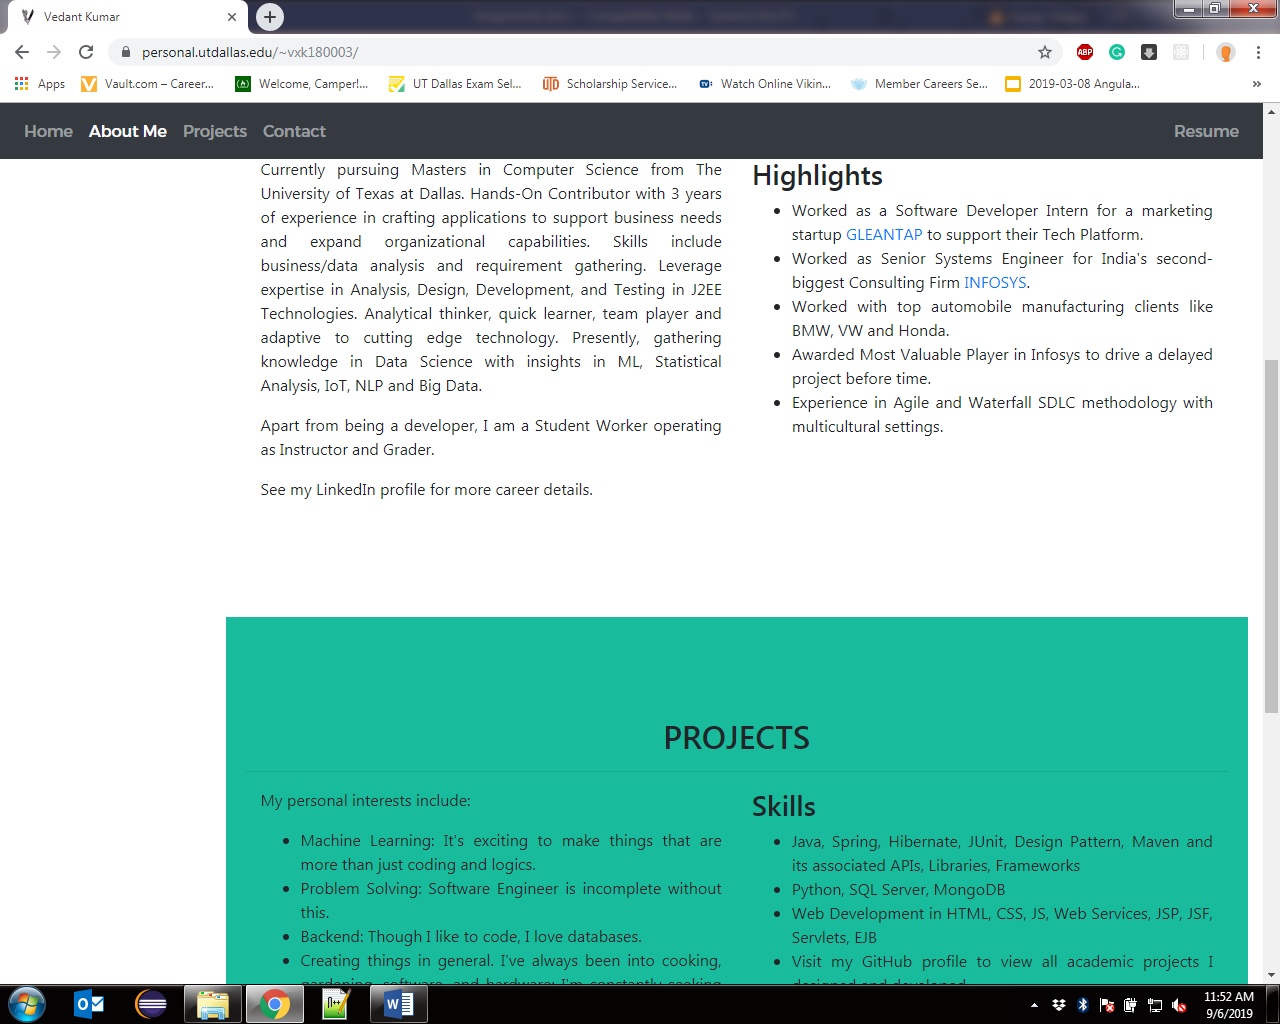 Vedant Kumar
personal.utdallas.edu/~vxk180003/
ABP
Apps
Vault.com – Career...
Welcome, Camper!...
UT Dallas Exam Sel...
Scholarship Service...
Watch Online Vikin...
Member Careers Se...
2019-03-08 Angula...
Home
About Me
Projects
Contact
Resume
Currently pursuing Masters in Computer Science from The
University of Texas at Dallas. Hands-On Contributor with 3 years
of experience in crafting applications to support business needs
and expand organizational capabilities. Skills include
business/data analysis and requirement gathering. Leverage
expertise in Analysis, Design, Development, and Testing in J2EE
Technologies. Analytical thinker, quick learner, team player and
adaptive to cutting edge technology. Presently, gathering
knowledge in Data Science with insights in ML, Statistical
Analysis, IoT, NLP and Big Data.
Apart from being a developer, I am a Student Worker operating
as Instructor and Grader.
See my LinkedIn profile for more career details.
Highlights
• Worked as a Software Developer Intern for a marketing
startup GLEANTAP to support their Tech Platform.
• Worked as Senior Systems Engineer for India's second-
biggest Consulting Firm INFOSYS.
• Worked with top automobile manufacturing clients like
BMW, VW and Honda.
• Awarded Most Valuable Player in Infosys to drive a delayed
project before time.
• Experience in Agile and Waterfall SDLC methodology with
multicultural settings.
PROJECTS
My personal interests include:
• Machine Learning: It's exciting to make things that are
more than just coding and logics.
• Problem Solving: Software Engineer is incomplete without
this.
• Backend: Though I like to code, I love databases.
• Creating things in general. I've always been into cooking,
gardening, software, and hardware; I'm constantly seeking
Skills
• Java, Spring, Hibernate, JUnit, Design Pattern, Maven and
its associated APIs, Libraries, Frameworks
• Python, SQL Server, MongoDB
• Web Development in HTML, CSS, JS, Web Services, JSP, JSF,
Servlets, EJB
• Visit my GitHub profile to view all academic projects I
designed and developed
11:52 AM
9/6/2019